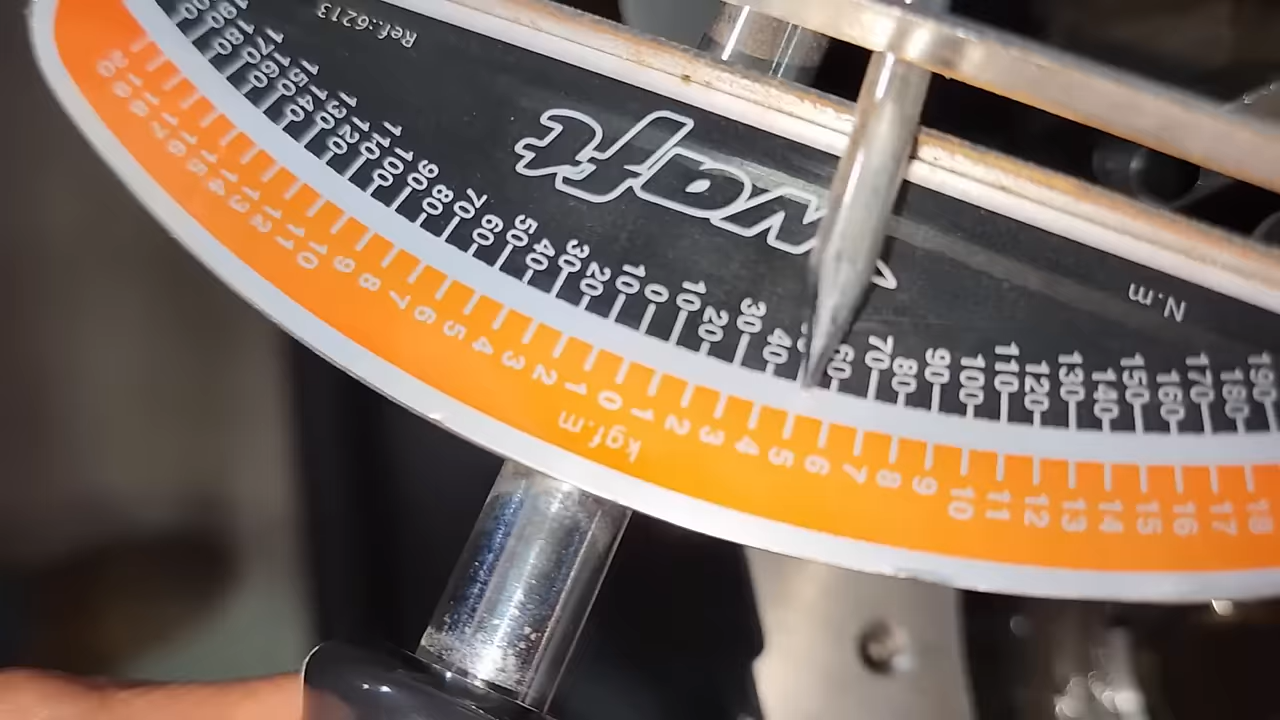 Ref.:6213
Waft
N.m
190 180 170 160 150 140 130 120 110 100 90 80 70 60 50 40 30 20 10 0 10 20 30 40 60 70 80 90 100 110 120 130 140 150 160 170 180 190
20 19 18 17 16 15 14 13 12 11 10 9 8 7 6 5 4 3 2 1 0 1 2 3 4 5 6 7 8 9 10 11 12 13 14 15 16 17 18
kgf.m